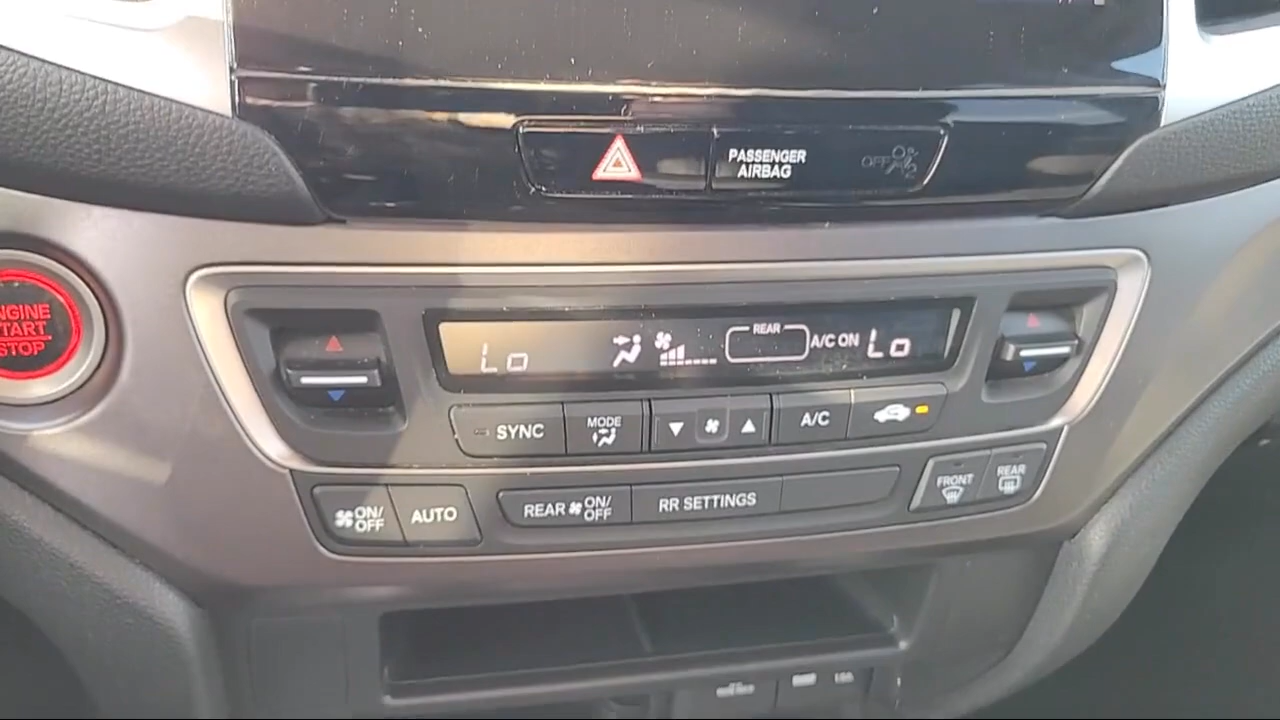 PASSENGER
AIRBAG
OFF
2
ENGINE
START
STOP
Lo
REAR
A/C ON
Lo
SYNC
MODE
A/C
ON/
OFF
AUTO
REAR
ON/
OFF
RR SETTINGS
FRONT
REAR